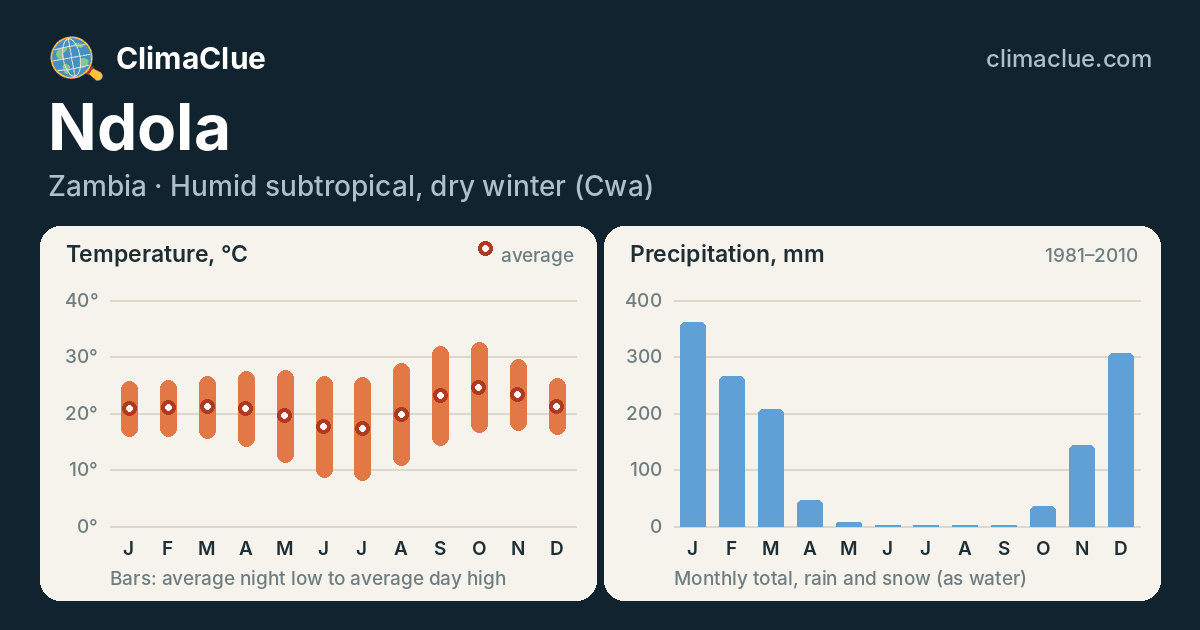 ClimaClue
climaclue.com
Ndola
Zambia · Humid subtropical, dry winter (Cwa)
Temperature, °C
average
40°
30°
20°
10°
0°
J F M A M J J A S O N D
Bars: average night low to average day high
Precipitation, mm
1981–2010
400
300
200
100
0
J F M A M J J A S O N D
Monthly total, rain and snow (as water)